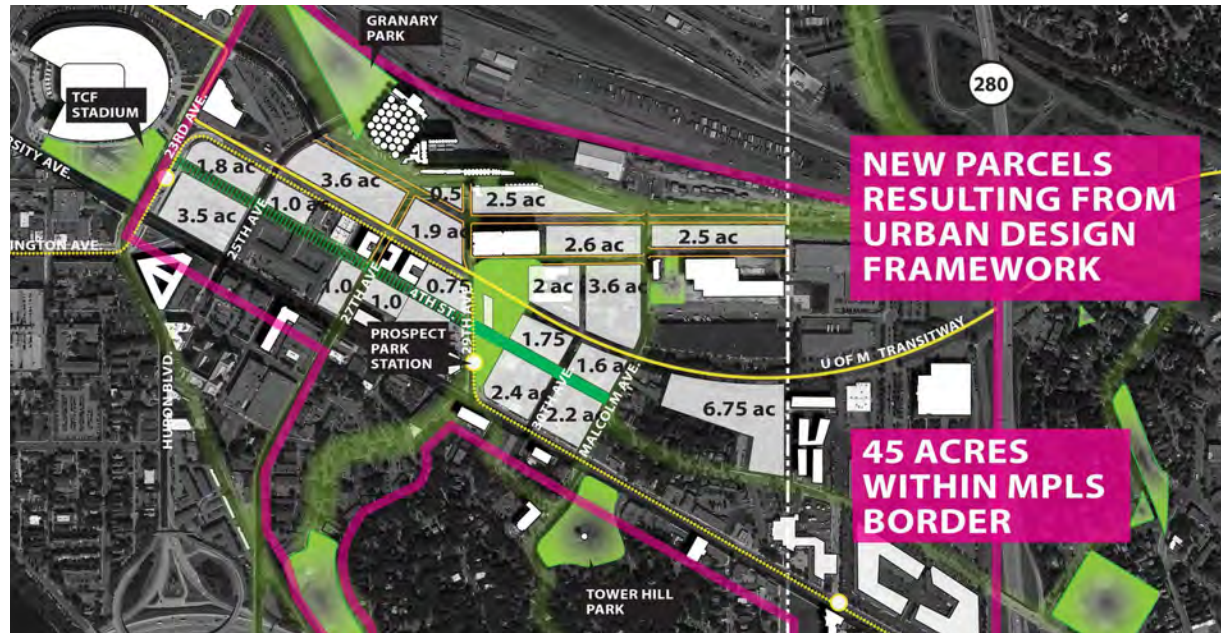 GRANARY
PARK
TCF
STADIUM
23RD AVE.
SITY AVE.
280
NEW PARCELS
RESULTING FROM
URBAN DESIGN
FRAMEWORK
1.8 ac
3.6 ac
0.5
2.5 ac
3.5 ac
1.0 a
25TH AVE.
1.9 ac
2.6 ac
2.5 ac
INGTON AVE.
1.0
27TH AVE.
1.0
0.75
4TH ST.
29TH AVE.
2 ac
3.6 ac
PROSPECT
PARK
STATION
1.75
1.6 a
U OF M TRANSITWAY
HURON BLVD.
2.4 ac
30TH AVE.
2.2 a
MALCOLM AVE.
6.75 ac
45 ACRES
WITHIN MPLS
BORDER
TOWER HILL
PARK